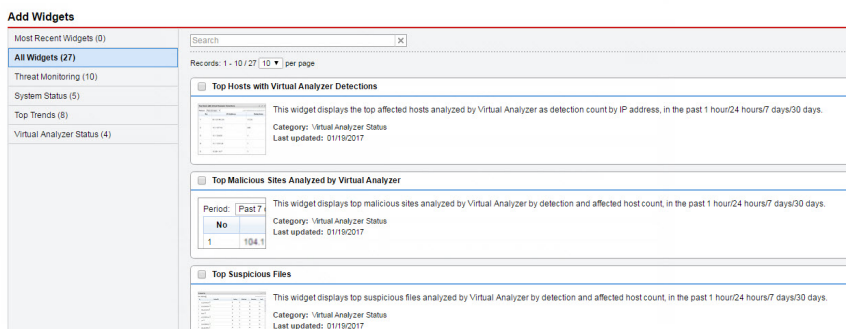 Add Widgets
Most Recent Widgets (0)
All Widgets (27)
Threat Monitoring (10)
System Status (5)
Top Trends (8)
Virtual Analyzer Status (4)
Search
Records: 1 - 10 / 27 10 per page
Top Hosts with Virtual Analyzer Detections
This widget displays the top affected hosts analyzed by Virtual Analyzer as detection count by IP address, in the past 1 hour/24 hours/7 days/30 days.
Category: Virtual Analyzer Status
Last updated: 01/19/2017
Top Malicious Sites Analyzed by Virtual Analyzer
Period: Past 7
No
1 104.1
This widget displays top malicious sites analyzed by Virtual Analyzer by detection and affected host count, in the past 1 hour/24 hours/7 days/30 days.
Category: Virtual Analyzer Status
Last updated: 01/19/2017
Top Suspicious Files
This widget displays top suspicious files analyzed by Virtual Analyzer by detection and affected host count, in the past 1 hour/24 hours/7 days/30 days.
Category: Virtual Analyzer Status
Last updated: 01/19/2017